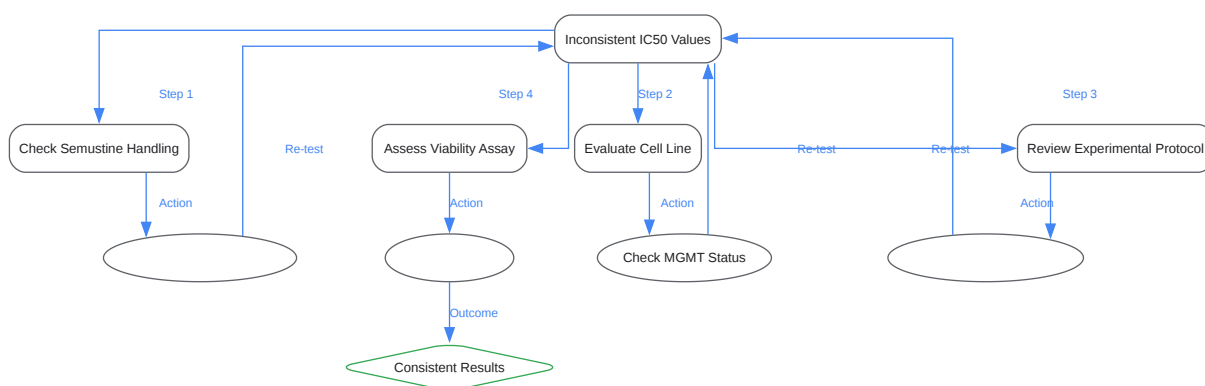 Inconsistent IC50 Values
Step 1
Step 4
Step 2
Step 3
Check Semustine Handling
Re-test
Assess Viability Assay
Evaluate Cell Line
Re-test
Re-test
Review Experimental Protocol
Action
Action
Action
Action
Check MGMT Status
Outcome
Consistent Results